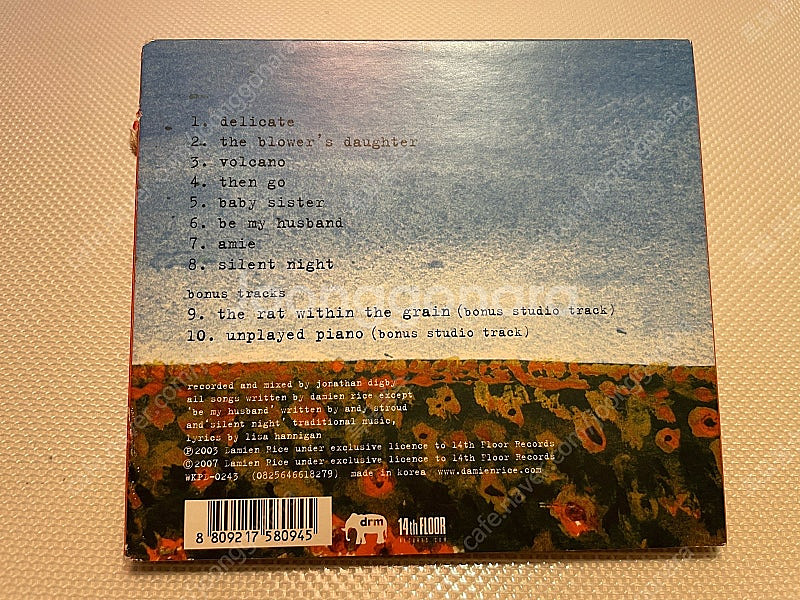 1. delicate
2. the blower's daughter
3. volcano
4. then go
5. baby sister
6. be my husband
7. amie
8. silent night
bonus tracks
9. the rat within the grain (bonus studio track)
10. unplayed piano (bonus studio track)
joonggonara
recorded and mixed by jonathan digby
all songs written by damien rice except
'be my husband' written by andy stroud
and 'silent night' traditional music,
lyrics by lisa hannigan
Ⓟ2003 Damien Rice under exclusive licence to 14th Floor Records
©2007 Damien Rice under exclusive licence to 14th Floor Records
WKPD-0243 (0825646618279) made in korea www.damienrice.com
8 809217 580945
drm
14th FLOOR
RECORDS.COM